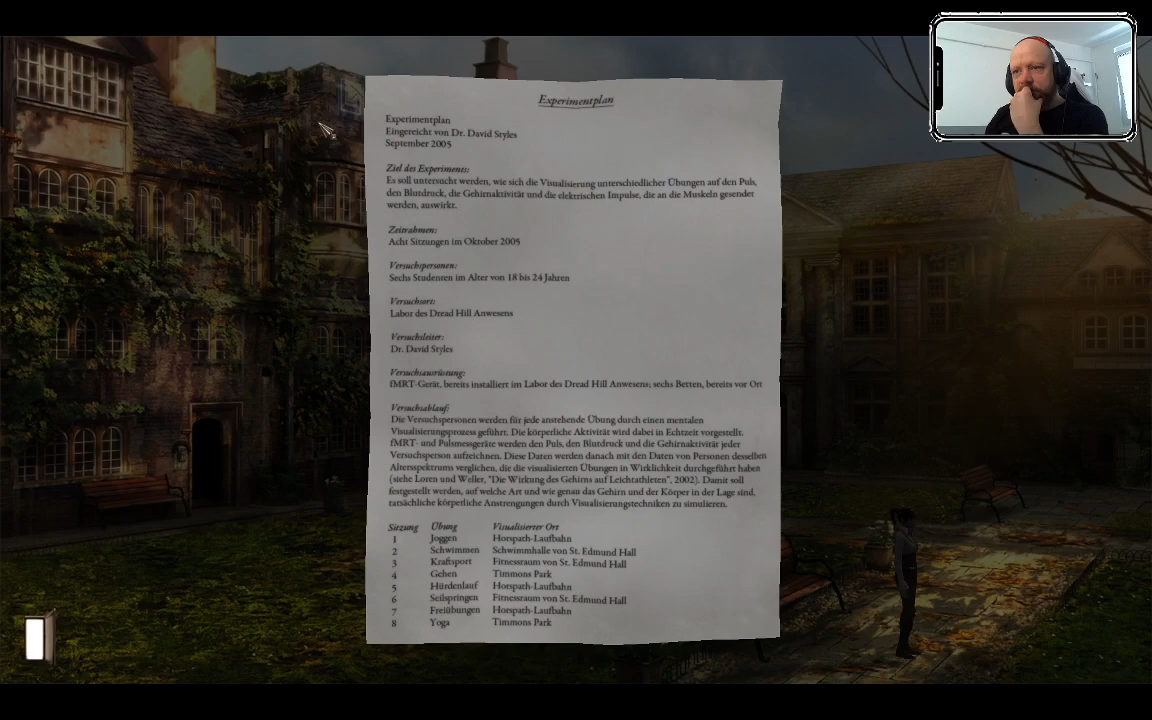 Experimentplan
Experimentplan
Eingereicht von Dr. David Styles
September 2005
Ziel des Experiments:
Es soll untersucht werden, wie sich die Visualisierung unterschiedlicher Übungen auf den Puls,
den Blutdruck, die Gehirnaktivität und die elektrischen Impulse, die an die Muskeln gesendet
werden, auswirkt.
Zeitrahmen:
Acht Sitzungen im Oktober 2005
Versuchspersonen:
Sechs Studenten im Alter von 18 bis 24 Jahren
Versuchsort:
Labor des Dread Hill Anwesens
Versuchsleiter:
Dr. David Styles
Versuchsausrüstung:
fMRT-Gerät, bereits installiert im Labor des Dread Hill Anwesens; sechs Betten, bereits vor Ort
Versuchsablauf:
Die Versuchspersonen werden für jede anstehende Übung durch einen mentalen
Visualisierungsprozess geführt. Die körperliche Aktivität wird dabei in Echtzeit vorgestellt.
fMRT- und Pulsmessgeräte werden den Puls, den Blutdruck und die Gehirnaktivität jeder
Versuchsperson aufzeichnen. Diese Daten werden danach mit den Daten von Personen desselben
Altersspektrums verglichen, die die visualisierten Übungen in Wirklichkeit durchgeführt haben
(siehe Loren und Weller, "Die Wirkung des Gehirns auf Leichtathleten", 2002). Damit soll
festgestellt werden, auf welche Art und wie genau das Gehirn und der Körper in der Lage sind,
tatsächliche körperliche Anstrengungen durch Visualisierungstechniken zu simulieren.
Sitzung Übung Visualisierter Ort
1 Joggen Horspath-Laufbahn
2 Schwimmen Schwimmhalle von St. Edmund Hall
3 Kraftsport Fitnessraum von St. Edmund Hall
4 Gehen Timmons Park
5 Hürdenlauf Horspath-Laufbahn
6 Seilspringen Fitnessraum von St. Edmund Hall
7 Freiübungen Horspath-Laufbahn
8 Yoga Timmons Park